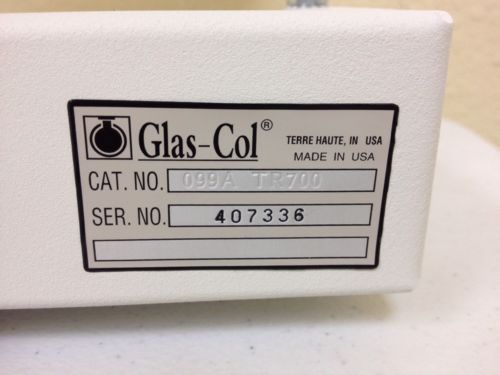 Glas-Col® TERRE HAUTE, IN USA
MADE IN USA
CAT. NO. 099A TR700
SER. NO. 407336